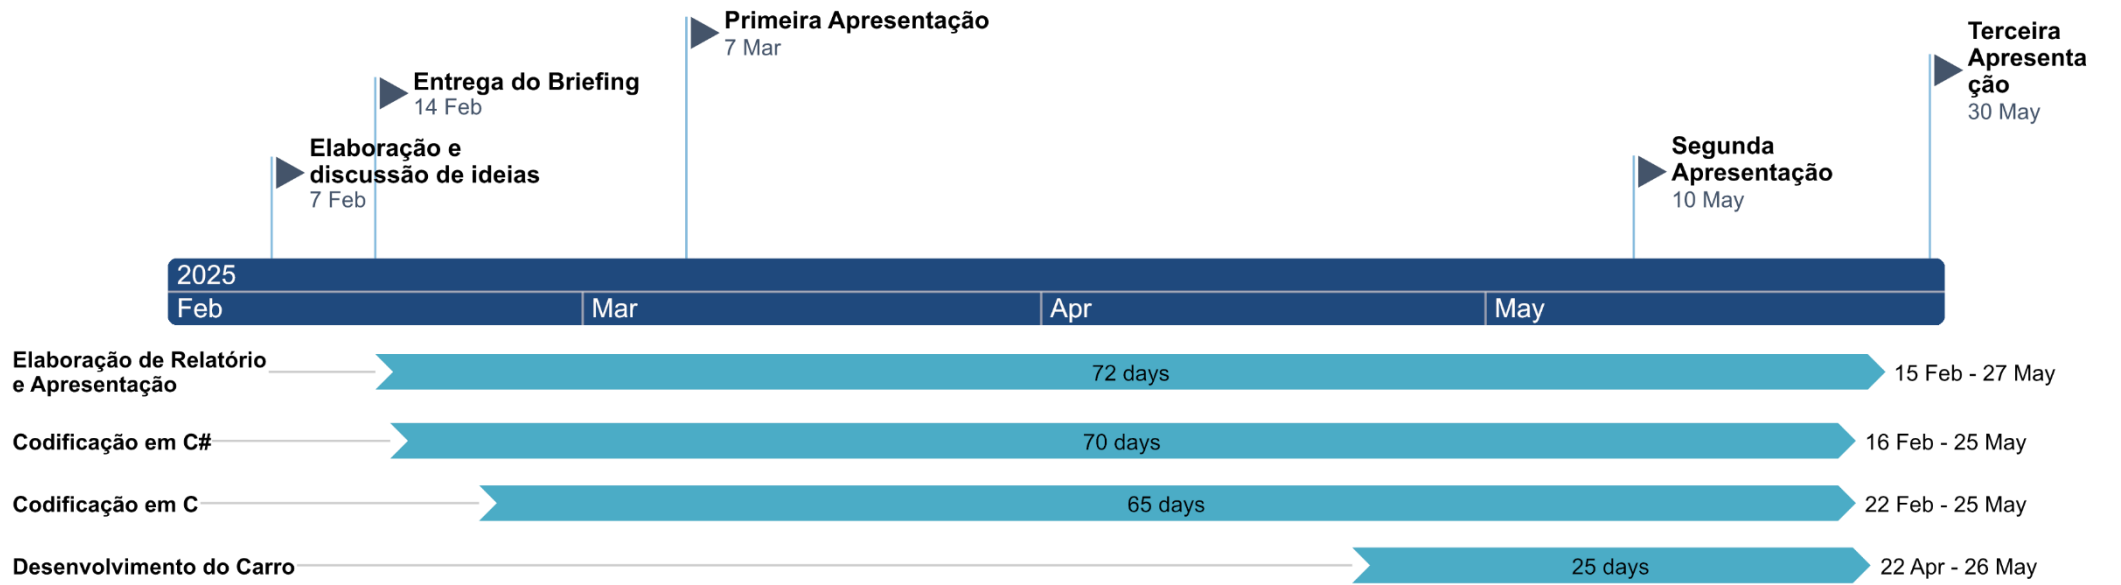 Primeira Apresentação
7 Mar
Terceira
Apresenta
ção
30 May
Entrega do Briefing
14 Feb
Elaboração e
discussão de ideias
7 Feb
Segunda
Apresentação
10 May
2025
Feb Mar Apr May
Elaboração de Relatório
e Apresentação
72 days
15 Feb - 27 May
Codificação em C#
70 days
16 Feb - 25 May
Codificação em C
65 days
22 Feb - 25 May
Desenvolvimento do Carro
25 days
22 Apr - 26 May